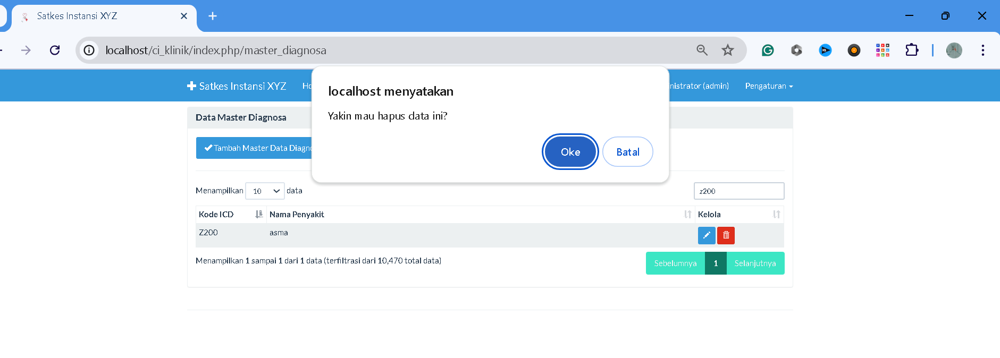 Satkes Instansi XYZ
localhost/ci_klinik/index.php/master_diagnosa
Satkes Instansi XYZ
nistrator (admin)
Pengaturan
localhost menyatakan
Yakin mau hapus data ini?
Oke
Batal
Data Master Diagnosa
Tambah Master Data Diagn
Menampilkan 10 data
z200
Kode ICD Nama Penyakit Kelola
Z200 asma
Menampilkan 1 sampai 1 dari 1 data (terfiltrasi dari 10,470 total data)
Sebelumnya 1 Selanjutnya